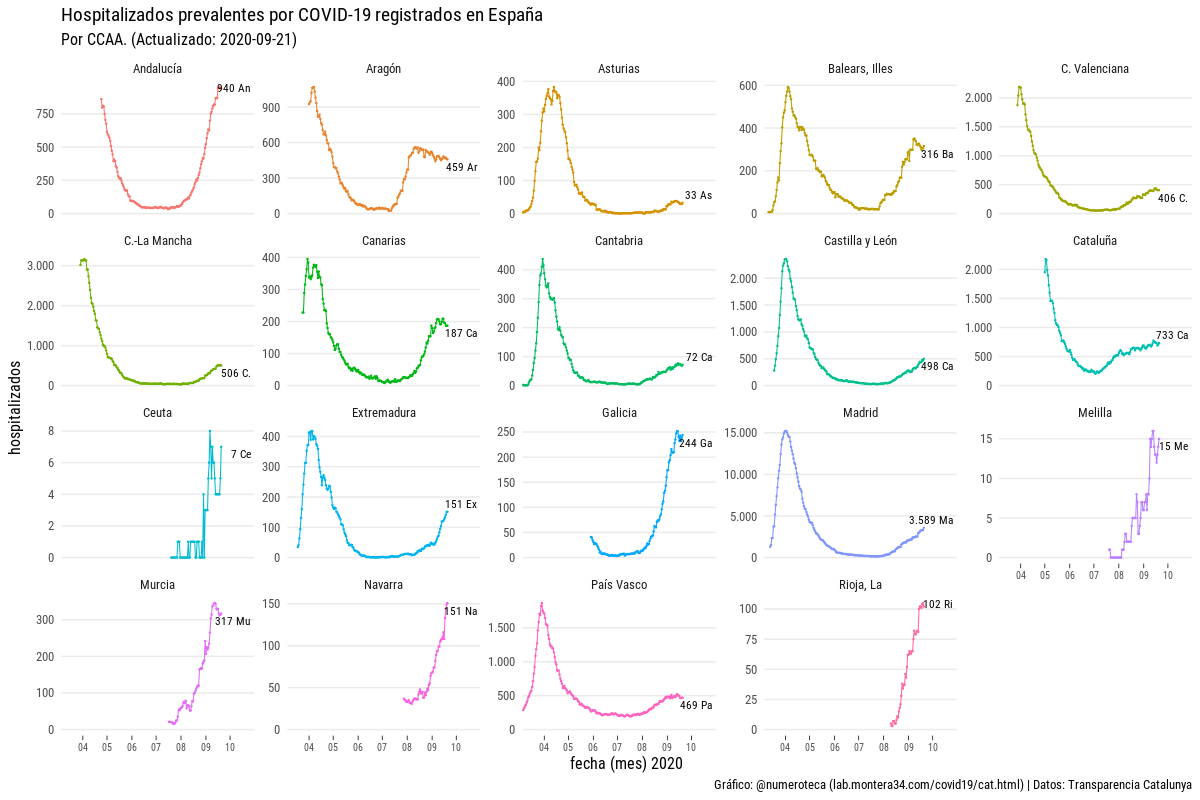 Hospitalizados prevalentes por COVID-19 registrados en España
Por CCAA. (Actualizado: 2020-09-21)
Andalucía Aragón Asturias Balears, Illes C. Valenciana
750
500
250
0
940 An
900
600
300
0
459 Ar
400
300
200
100
0
33 As
600
400
200
0
316 Ba
2.000
1.500
1.000
500
0
406 C.
C.-La Mancha Canarias Cantabria Castilla y León Cataluña
3.000
2.000
1.000
0
506 C.
400
300
200
100
0
187 Ca
400
300
200
100
0
72 Ca
2.000
1.500
1.000
500
0
498 Ca
2.000
1.500
1.000
500
0
733 Ca
hospitalizados
Ceuta Extremadura Galicia Madrid Melilla
8
6
4
2
0
7 Ce
400
300
200
100
0
151 Ex
250
200
150
100
50
0
244 Ga
15.000
10.000
5.000
0
3.589 Ma
15
10
5
0
15 Me
04 05 06 07 08 09 10
Murcia Navarra País Vasco Rioja, La
300
200
100
0
317 Mu
04 05 06 07 08 09 10
150
100
50
0
151 Na
04 05 06 07 08 09 10
1.500
1.000
500
0
469 Pa
04 05 06 07 08 09 10
100
75
50
25
0
102 Ri
04 05 06 07 08 09 10
fecha (mes) 2020
Gráfico: @numeroteca (lab.montera34.com/covid19/cat.html) | Datos: Transparencia Catalunya